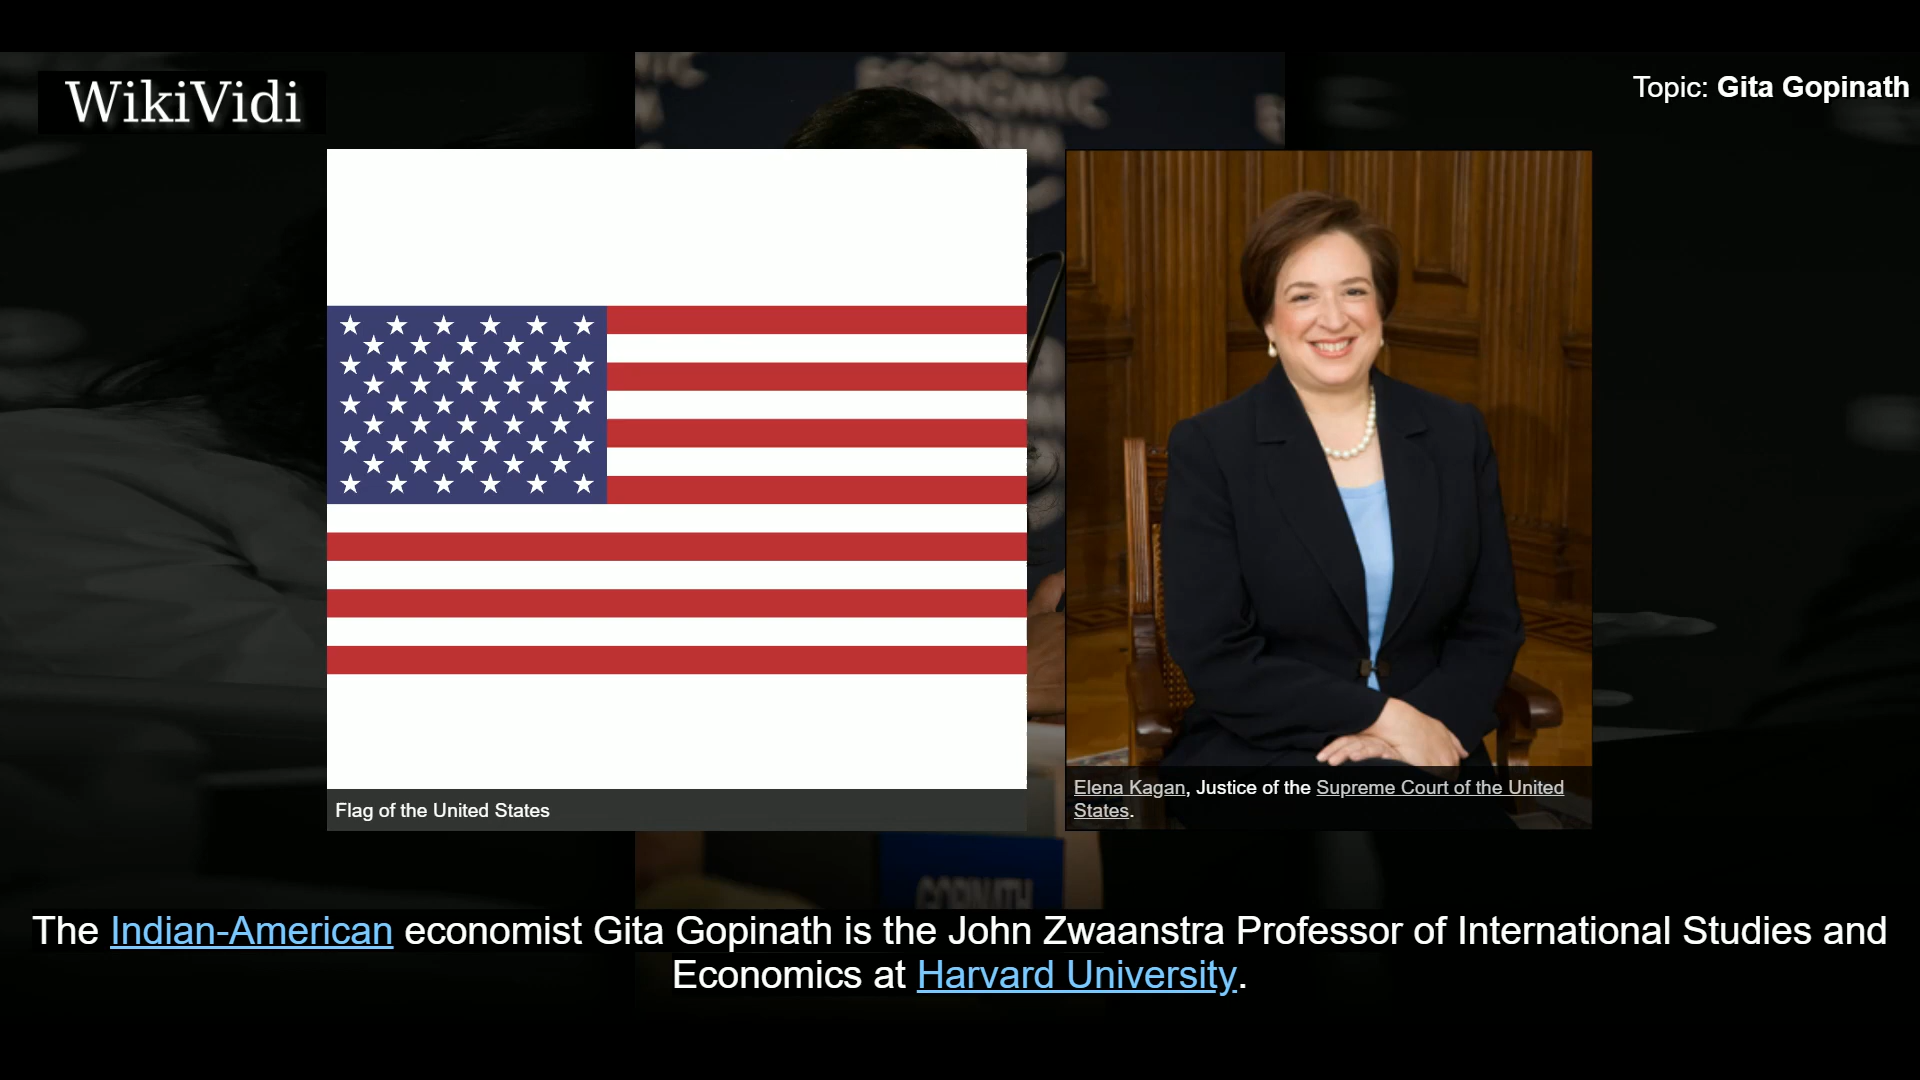 WikiVidi
Topic: Gita Gopinath
ECONOMIC
Flag of the United States
Elena Kagan, Justice of the Supreme Court of the United
States.
GOPINATH
The Indian-American economist Gita Gopinath is the John Zwaanstra Professor of International Studies and
Economics at Harvard University.